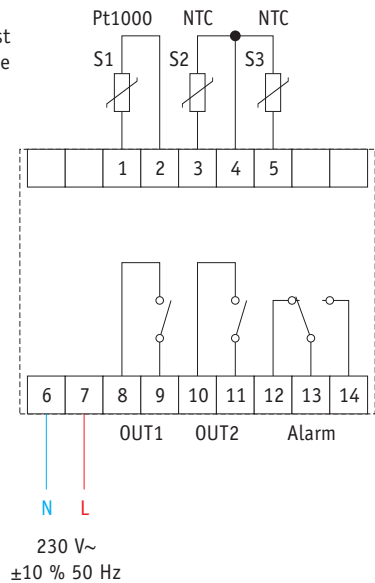 st
e
Pt1000 NTC NTC
S1 S2 S3
1 2 3 4 5
6 7 8 9 10 11 12 13 14
OUT1 OUT2 Alarm
N L
230 V~
±10 % 50 Hz